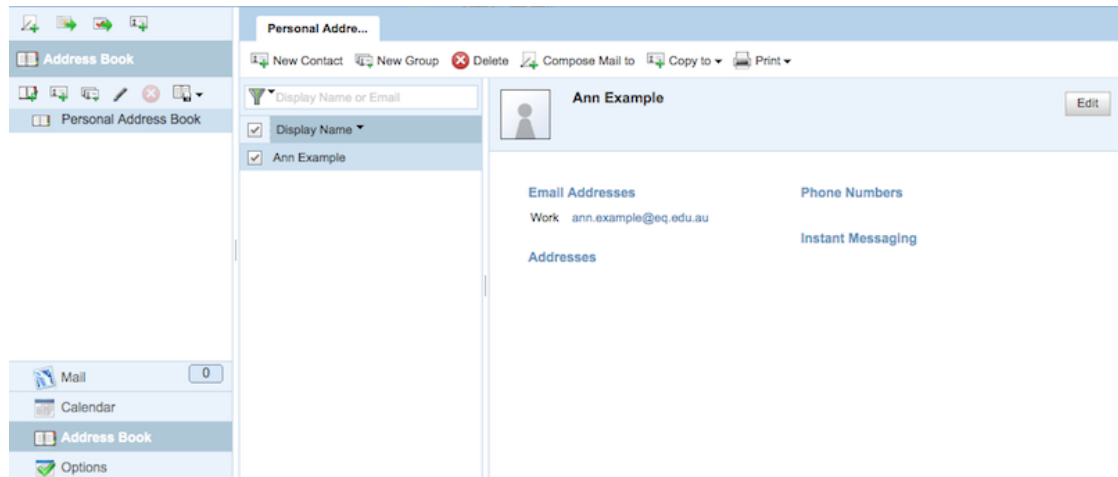 Personal Addre...
Address Book
New Contact New Group Delete Compose Mail to Copy to Print
Personal Address Book
Display Name or Email
Display Name
Ann Example
Ann Example
Edit
Email Addresses
Work ann.example@eq.edu.au
Addresses
Phone Numbers
Instant Messaging
Mail 0
Calendar
Address Book
Options